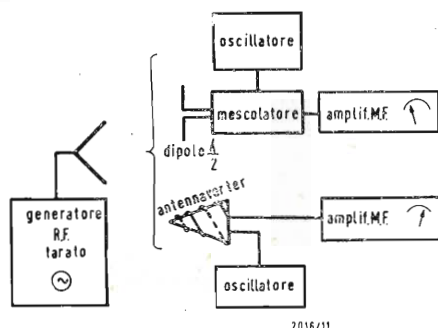 oscillatore
mescolatore
amplif. M.F.
dipole λ/2
antennaverter
generatore
R.F.
tarato
amplif. M.F.
oscillatore
2016/11